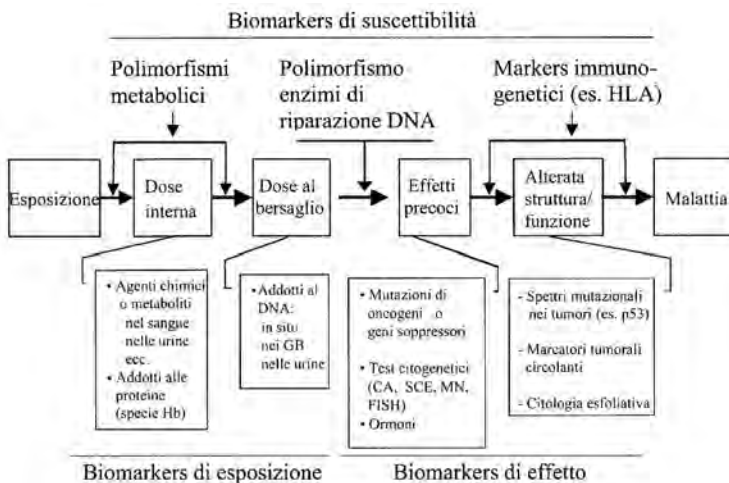 Biomarkers di suscettibilità
Polimorfismi
metabolici
Polimorfismo
enzimi di
riparazione DNA
Markers immuno-
genetici (es. HLA)
Esposizione
Dose
interna
Dose al
bersaglio
Effetti
precoci
Alterata
struttura/
funzione
Malattia
• Agenti chimici
o metaboliti
nel sangue
nelle urine
ecc.
• Addotti alle
proteine
(specie Hb)
• Addotti al
DNA:
in situ
nei GB
nelle urine
• Mutazioni di
oncogeni o
geni soppressori
• Test citogenetici
(CA, SCE, MN,
FISH)
• Ormoni
- Spettri mutazionali
nei tumori (es. p53)
- Marcatori tumorali
circolanti
- Citologia esfoliativa
Biomarkers di esposizione
Biomarkers di effetto